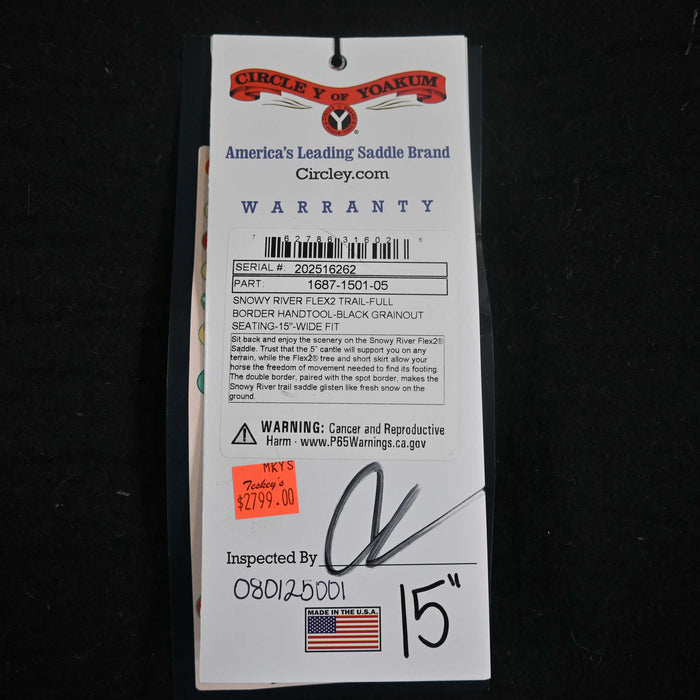 CIRCLE Y OF YOAKUM
Y
America's Leading Saddle Brand
Circley.com
WARRANTY
7 62786 31602 8
SERIAL #: 202516262
PART: 1687-1501-05
SNOWY RIVER FLEX2 TRAIL-FULL
BORDER HANDTOOL-BLACK GRAINOUT
SEATING-15"-WIDE FIT
Sit back and enjoy the scenery on the Snowy River Flex2®
Saddle. Trust that the 5" cantle will support you on any
terrain, while the Flex2® tree and short skirt allow your
horse the freedom of movement needed to find its footing.
The double border, paired with the spot border, makes the
Snowy River trail saddle glisten like fresh snow on the
ground.
WARNING: Cancer and Reproductive
Harm - www.P65Warnings.ca.gov
MKYS
Teskey's
$2799.00
Inspected By
080125001
MADE IN THE U.S.A.
15"